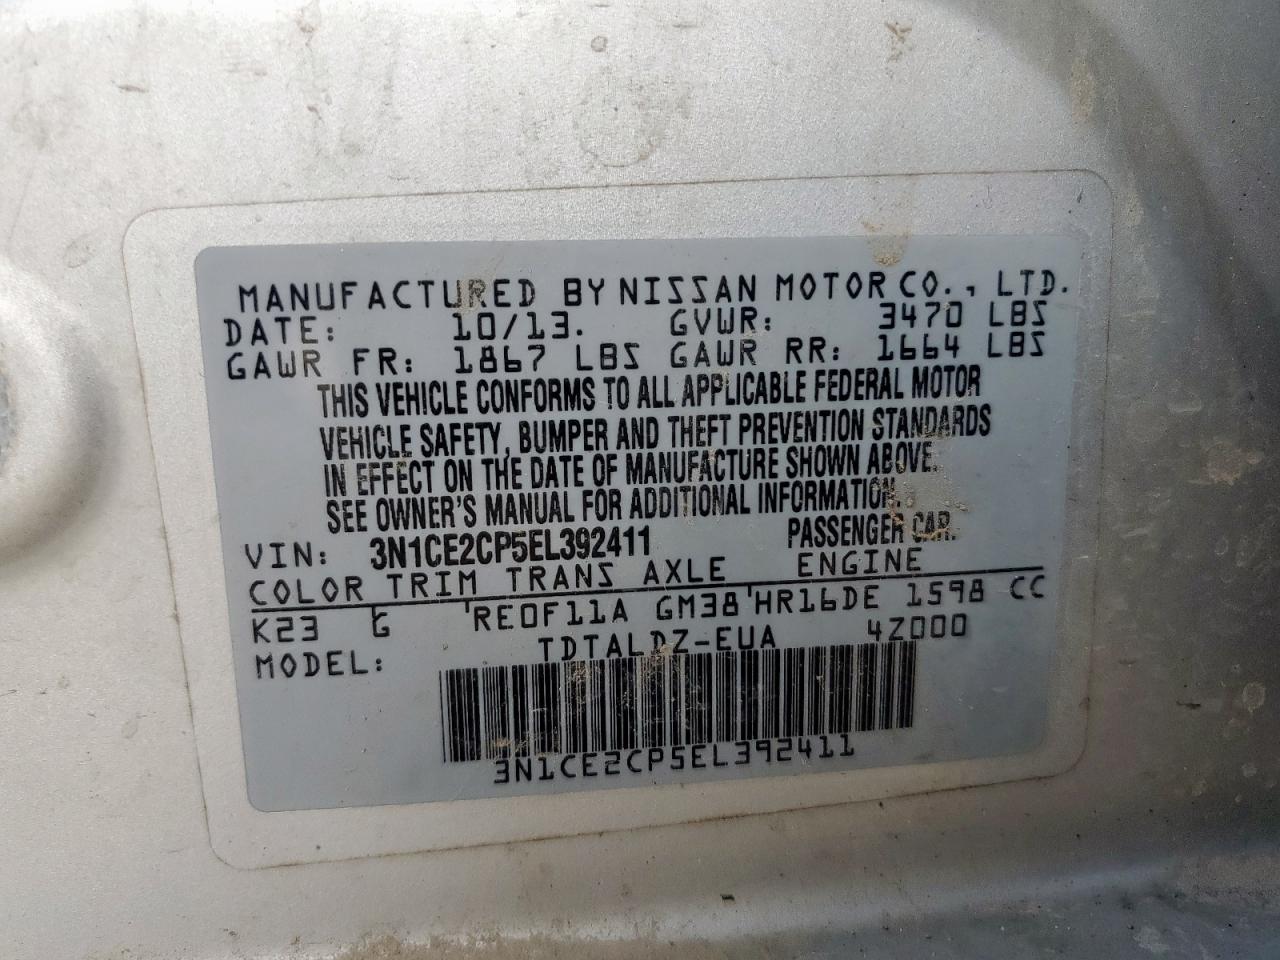 MANUFACTURED BY NISSAN MOTOR CO., LTD.
DATE: 10/13. GVWR: 3470 LBS
GAWR FR: 1867 LBS GAWR RR: 1664 LBS
THIS VEHICLE CONFORMS TO ALL APPLICABLE FEDERAL MOTOR
VEHICLE SAFETY, BUMPER AND THEFT PREVENTION STANDARDS
IN EFFECT ON THE DATE OF MANUFACTURE SHOWN ABOVE.
SEE OWNER'S MANUAL FOR ADDITIONAL INFORMATION.
VIN: 3N1CE2CP5EL392411 PASSENGER CAR.
COLOR TRIM TRANS AXLE ENGINE
K23 G RE0F11A GM38 HR16DE 1598 CC
MODEL: TDTALDZ-EUA 4Z000
3N1CE2CP5EL392411